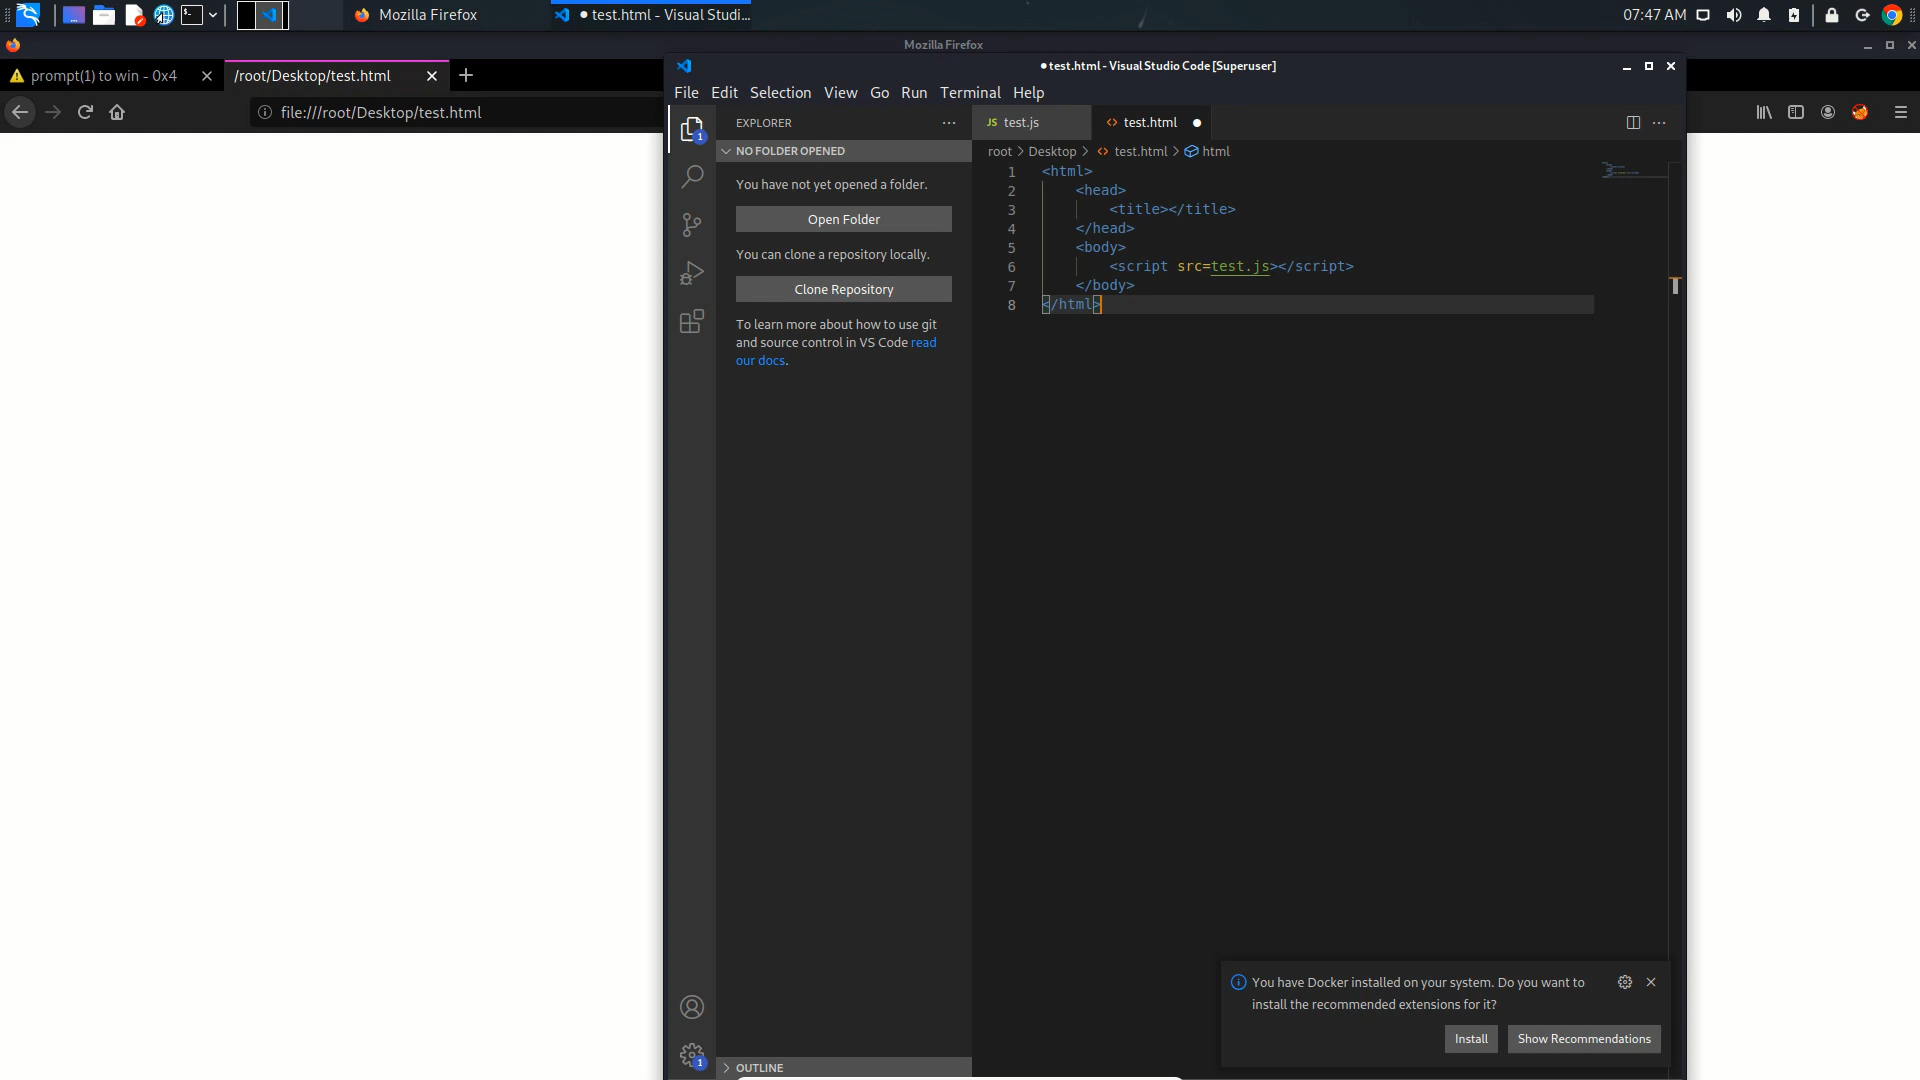 07:47 AM
Mozilla Firefox
● test.html - Visual Studi...
Mozilla Firefox
prompt(1) to win - 0x4
/root/Desktop/test.html
file:///root/Desktop/test.html
● test.html - Visual Studio Code [Superuser]
File Edit Selection View Go Run Terminal Help
EXPLORER
NO FOLDER OPENED
You have not yet opened a folder.
Open Folder
You can clone a repository locally.
Clone Repository
To learn more about how to use git
and source control in VS Code read
our docs.
OUTLINE
1
1
JS test.js
<> test.html ●
root > Desktop > <> test.html > html
1 <html>
2 <head>
3 <title></title>
4 </head>
5 <body>
6 <script src=test.js></script>
7 </body>
8 </html>
You have Docker installed on your system. Do you want to
install the recommended extensions for it?
Install
Show Recommendations